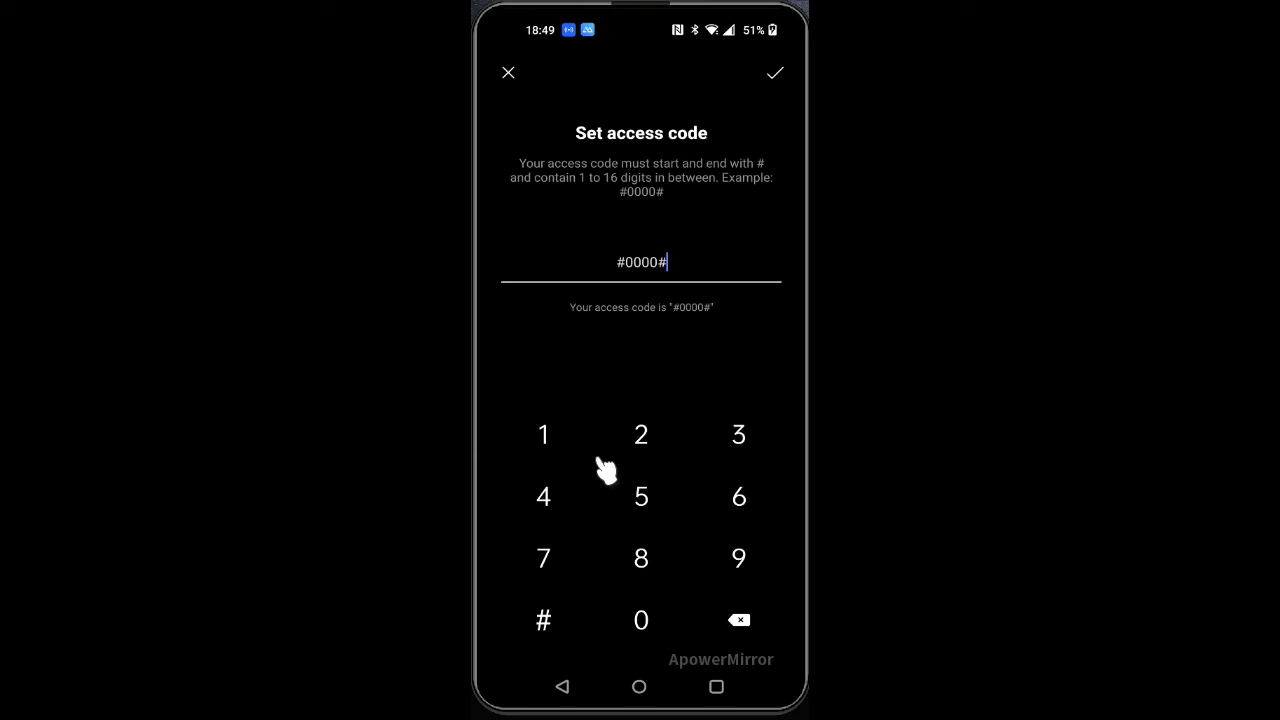 18:49
51%
Set access code
Your access code must start and end with #
and contain 1 to 16 digits in between. Example:
#0000#
#0000#
Your access code is "#0000#"
1 2 3
4 5 6
7 8 9
# 0
ApowerMirror